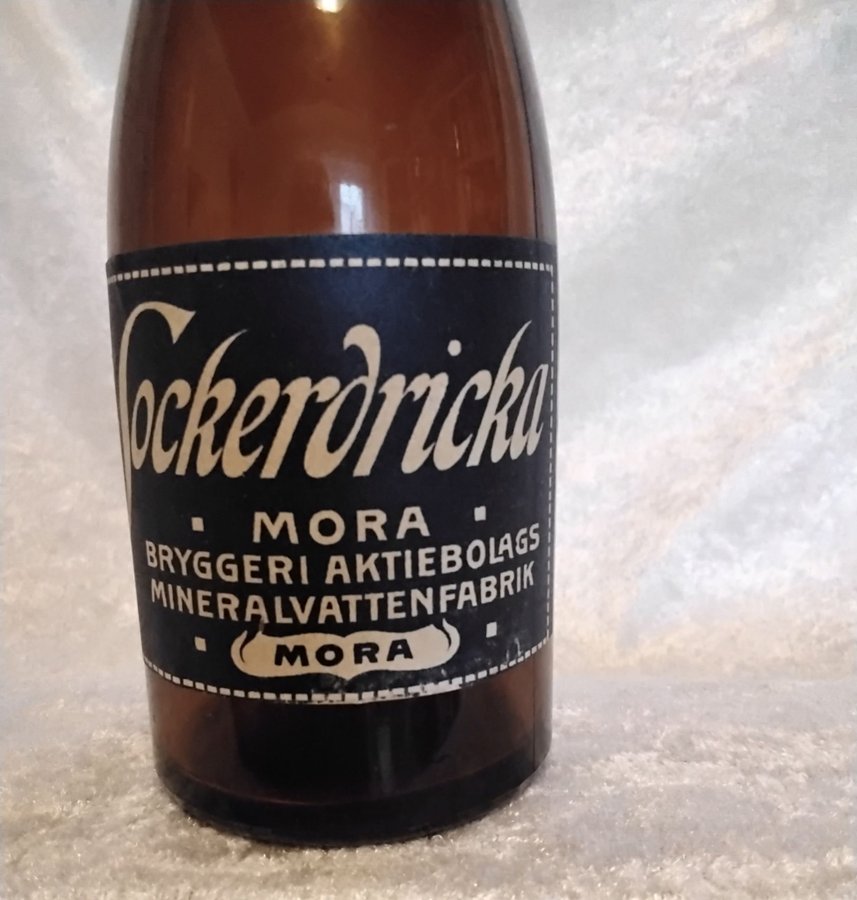 Sockerdricka
MORA
BRYGGERI AKTIEBOLAGS
MINERALVATTENFABRIK
MORA